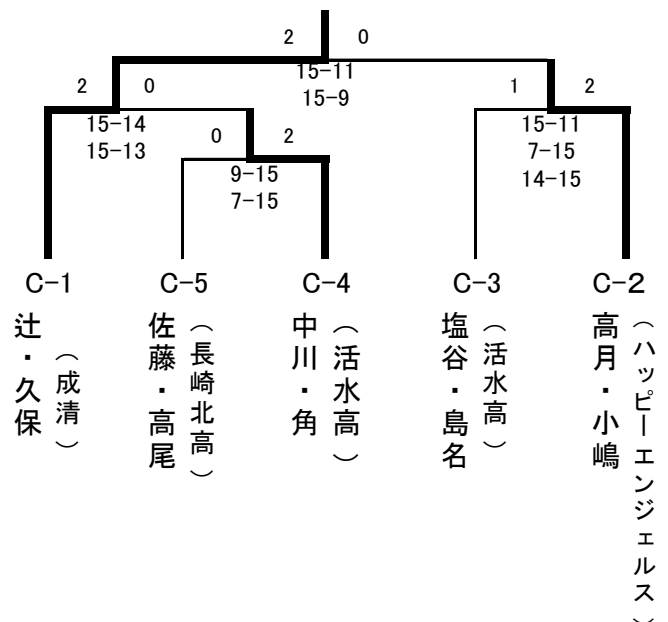 2 0
15-11
15-9
2 0
15-14
15-13
1 2
15-11
7-15
14-15
0 2
9-15
7-15
C-1
C-5
C-4
C-3
C-2
辻・久保
（成清）
佐藤・高尾
（長崎北高）
中川・角
（活水高）
塩谷・島名
（活水高）
高月・小嶋
（ハッピーエンジェルス）